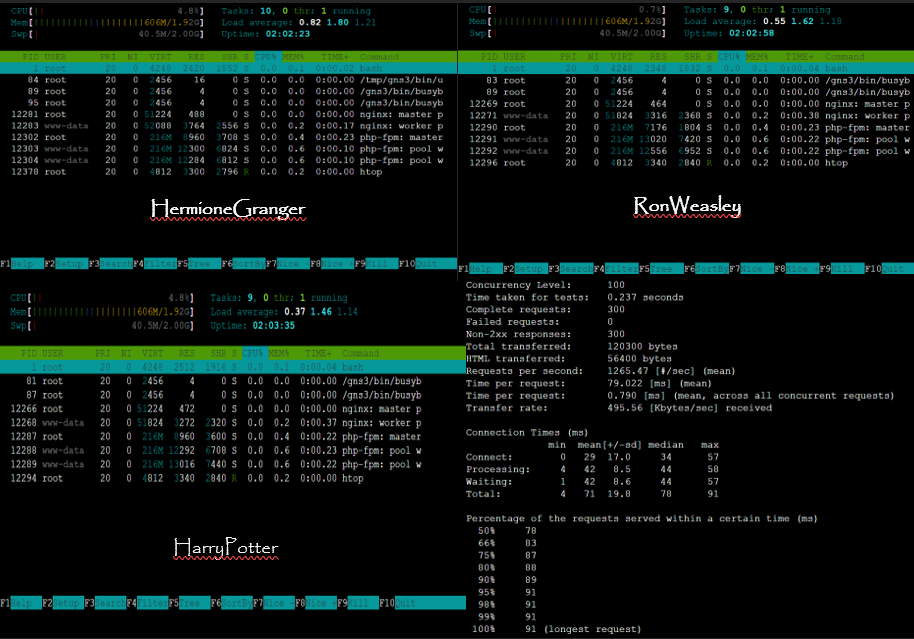 CPU[|| 4.8%] Tasks: 10, 0 thr; 1 running
Mem[||||||||||||||||||||606M/1.92G] Load average: 0.82 1.80 1.21
Swp[| 40.5M/2.00G] Uptime: 02:02:23
PID USER PRI NI VIRT RES SHR S CPU% MEM% TIME+ Command
1 root 20 0 4248 2420 1852 S 0.0 0.1 0:00.02 bash
84 root 20 0 2456 16 0 S 0.0 0.0 0:00.00 /tmp/gns3/bin/u
89 root 20 0 2456 4 0 S 0.0 0.0 0:00.00 /gns3/bin/busyb
95 root 20 0 2456 4 0 S 0.0 0.0 0:00.00 /gns3/bin/busyb
12281 root 20 0 51224 488 0 S 0.0 0.0 0:00.00 nginx: master p
12283 www-data 20 0 52088 3764 2556 S 0.0 0.2 0:00.17 nginx: worker p
12302 root 20 0 216M 8960 3708 S 0.0 0.4 0:00.23 php-fpm: master
12303 www-data 20 0 216M 12300 6824 S 0.0 0.6 0:00.10 php-fpm: pool w
12304 www-data 20 0 216M 12284 6812 S 0.0 0.6 0:00.10 php-fpm: pool w
12378 root 20 0 4812 3300 2796 R 0.0 0.2 0:00.00 htop
HermioneGranger
F1Help F2Setup F3SearchF4FilterF5Tree F6SortByF7Nice -F8Nice +F9Kill F10Quit
CPU[| 0.7%] Tasks: 9, 0 thr; 1 running
Mem[||||||||||||||||||||606M/1.92G] Load average: 0.55 1.62 1.18
Swp[| 40.5M/2.00G] Uptime: 02:02:58
PID USER PRI NI VIRT RES SHR S CPU% MEM% TIME+ Command
1 root 20 0 4248 2348 1832 S 0.0 0.1 0:00.04 bash
83 root 20 0 2456 4 0 S 0.0 0.0 0:00.00 /gns3/bin/busyb
89 root 20 0 2456 4 0 S 0.0 0.0 0:00.00 /gns3/bin/busyb
12269 root 20 0 51224 464 0 S 0.0 0.0 0:00.00 nginx: master p
12271 www-data 20 0 51824 3316 2368 S 0.0 0.2 0:00.38 nginx: worker p
12290 root 20 0 216M 7176 1804 S 0.0 0.4 0:00.23 php-fpm: master
12291 www-data 20 0 216M 13020 7420 S 0.0 0.6 0:00.22 php-fpm: pool w
12292 www-data 20 0 216M 12556 6952 S 0.0 0.6 0:00.22 php-fpm: pool w
12296 root 20 0 4812 3340 2840 R 0.0 0.2 0:00.00 htop
RonWeasley
F1Help F2Setup F3SearchF4FilterF5Tree F6SortByF7Nice -F8Nice +F9Kill F10Quit
CPU[|| 4.8%] Tasks: 9, 0 thr; 1 running
Mem[||||||||||||||||||||606M/1.92G] Load average: 0.37 1.46 1.14
Swp[| 40.5M/2.00G] Uptime: 02:03:35
PID USER PRI NI VIRT RES SHR S CPU% MEM% TIME+ Command
1 root 20 0 4248 2512 1916 S 0.0 0.1 0:00.04 bash
81 root 20 0 2456 4 0 S 0.0 0.0 0:00.00 /gns3/bin/busyb
87 root 20 0 2456 4 0 S 0.0 0.0 0:00.00 /gns3/bin/busyb
12266 root 20 0 51224 472 0 S 0.0 0.0 0:00.00 nginx: master p
12268 www-data 20 0 51824 3272 2320 S 0.0 0.2 0:00.37 nginx: worker p
12287 root 20 0 216M 8960 3600 S 0.0 0.4 0:00.22 php-fpm: master
12288 www-data 20 0 216M 12292 6708 S 0.0 0.6 0:00.23 php-fpm: pool w
12289 www-data 20 0 216M 13016 7440 S 0.0 0.6 0:00.22 php-fpm: pool w
12294 root 20 0 4812 3340 2840 R 0.0 0.2 0:00.00 htop
HarryPotter
F1Help F2Setup F3SearchF4FilterF5Tree F6SortByF7Nice -F8Nice +F9Kill F10Quit
Concurrency Level: 100
Time taken for tests: 0.237 seconds
Complete requests: 300
Failed requests: 0
Non-2xx responses: 300
Total transferred: 120300 bytes
HTML transferred: 56400 bytes
Requests per second: 1265.47 [#/sec] (mean)
Time per request: 79.022 [ms] (mean)
Time per request: 0.790 [ms] (mean, across all concurrent requests)
Transfer rate: 495.56 [Kbytes/sec] received
Connection Times (ms)
min mean[+/-sd] median max
Connect: 0 29 17.0 34 57
Processing: 4 42 8.5 44 58
Waiting: 1 42 8.6 44 57
Total: 4 71 19.8 78 91
Percentage of the requests served within a certain time (ms)
50% 78
66% 83
75% 87
80% 88
90% 89
95% 91
98% 91
99% 91
100% 91 (longest request)